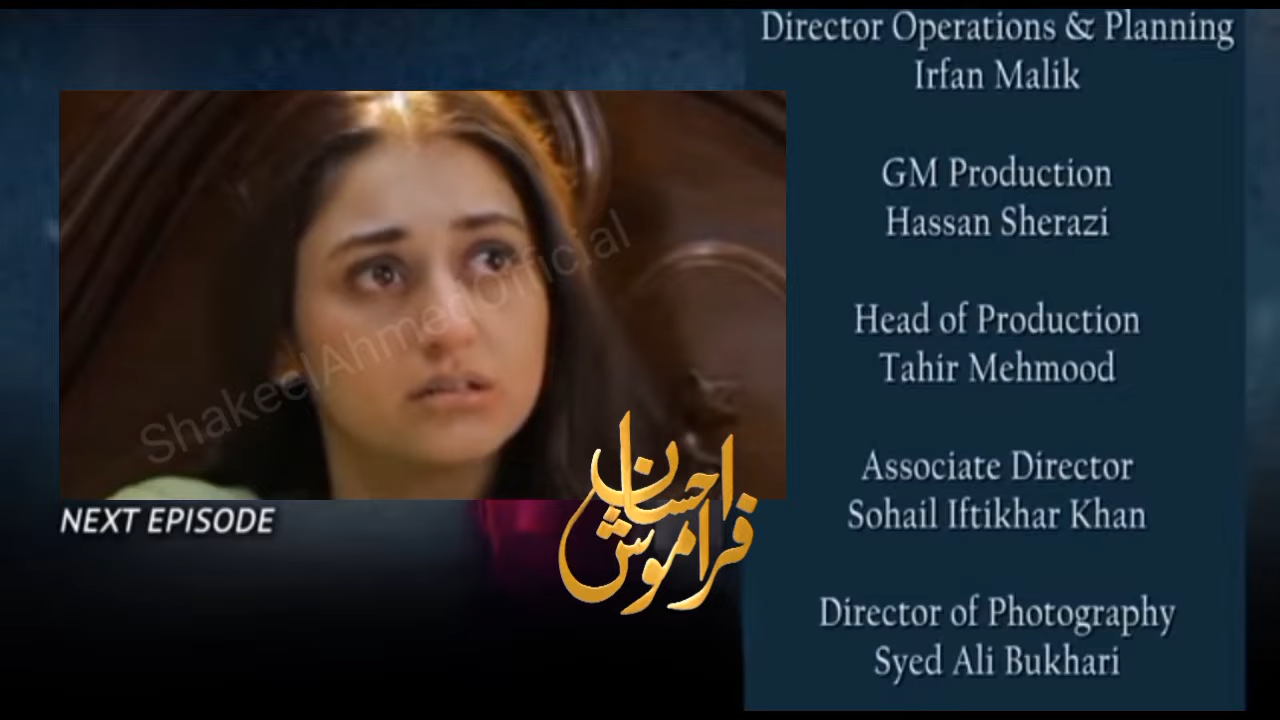 Director Operations & Planning
Irfan Malik
GM Production
Hassan Sherazi
Head of Production
Tahir Mehmood
Associate Director
Sohail Iftikhar Khan
Director of Photography
Syed Ali Bukhari
ShakeelAhmedOfficial
احسان
فراموش
NEXT EPISODE